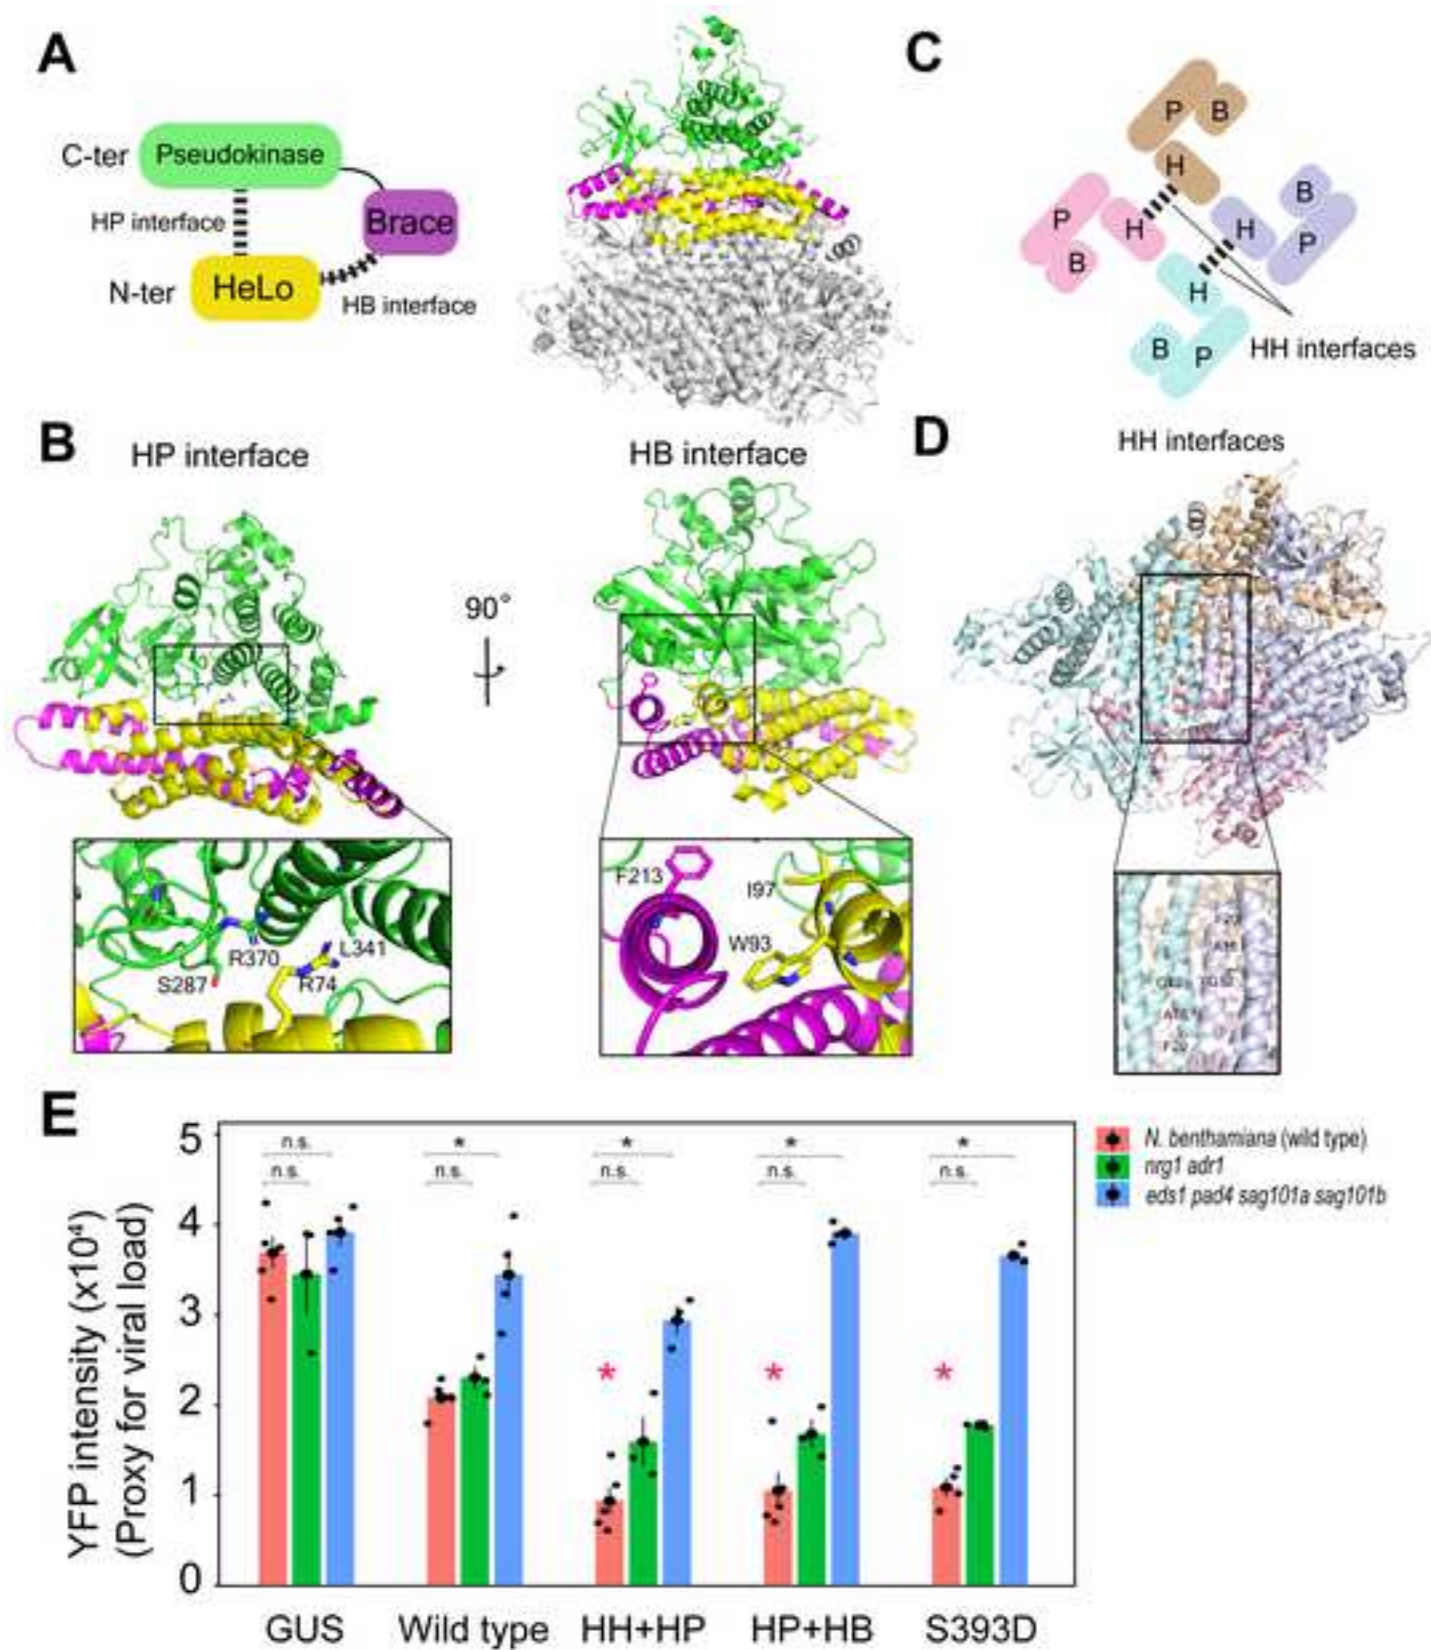 A
C-ter
Pseudokinase
HP interface
Brace
N-ter
HeLo
HB interface
C
P
B
H
B
P
H
H
P
B
H
B
P
HH interfaces
B
HP interface
90°
HB interface
D
HH interfaces
R370
L341
S287
R74
F213
I97
W93
F20
F20
E
YFP intensity (x10⁴)
(Proxy for viral load)
5
4
3
2
1
0
n.s.
n.s.
*
n.s.
*
n.s.
*
n.s.
*
n.s.
*
*
*
GUS
Wild type
HH+HP
HP+HB
S393D
N. benthamiana (wild type)
nrg1 adr1
eds1 pad4 sag101a sag101b